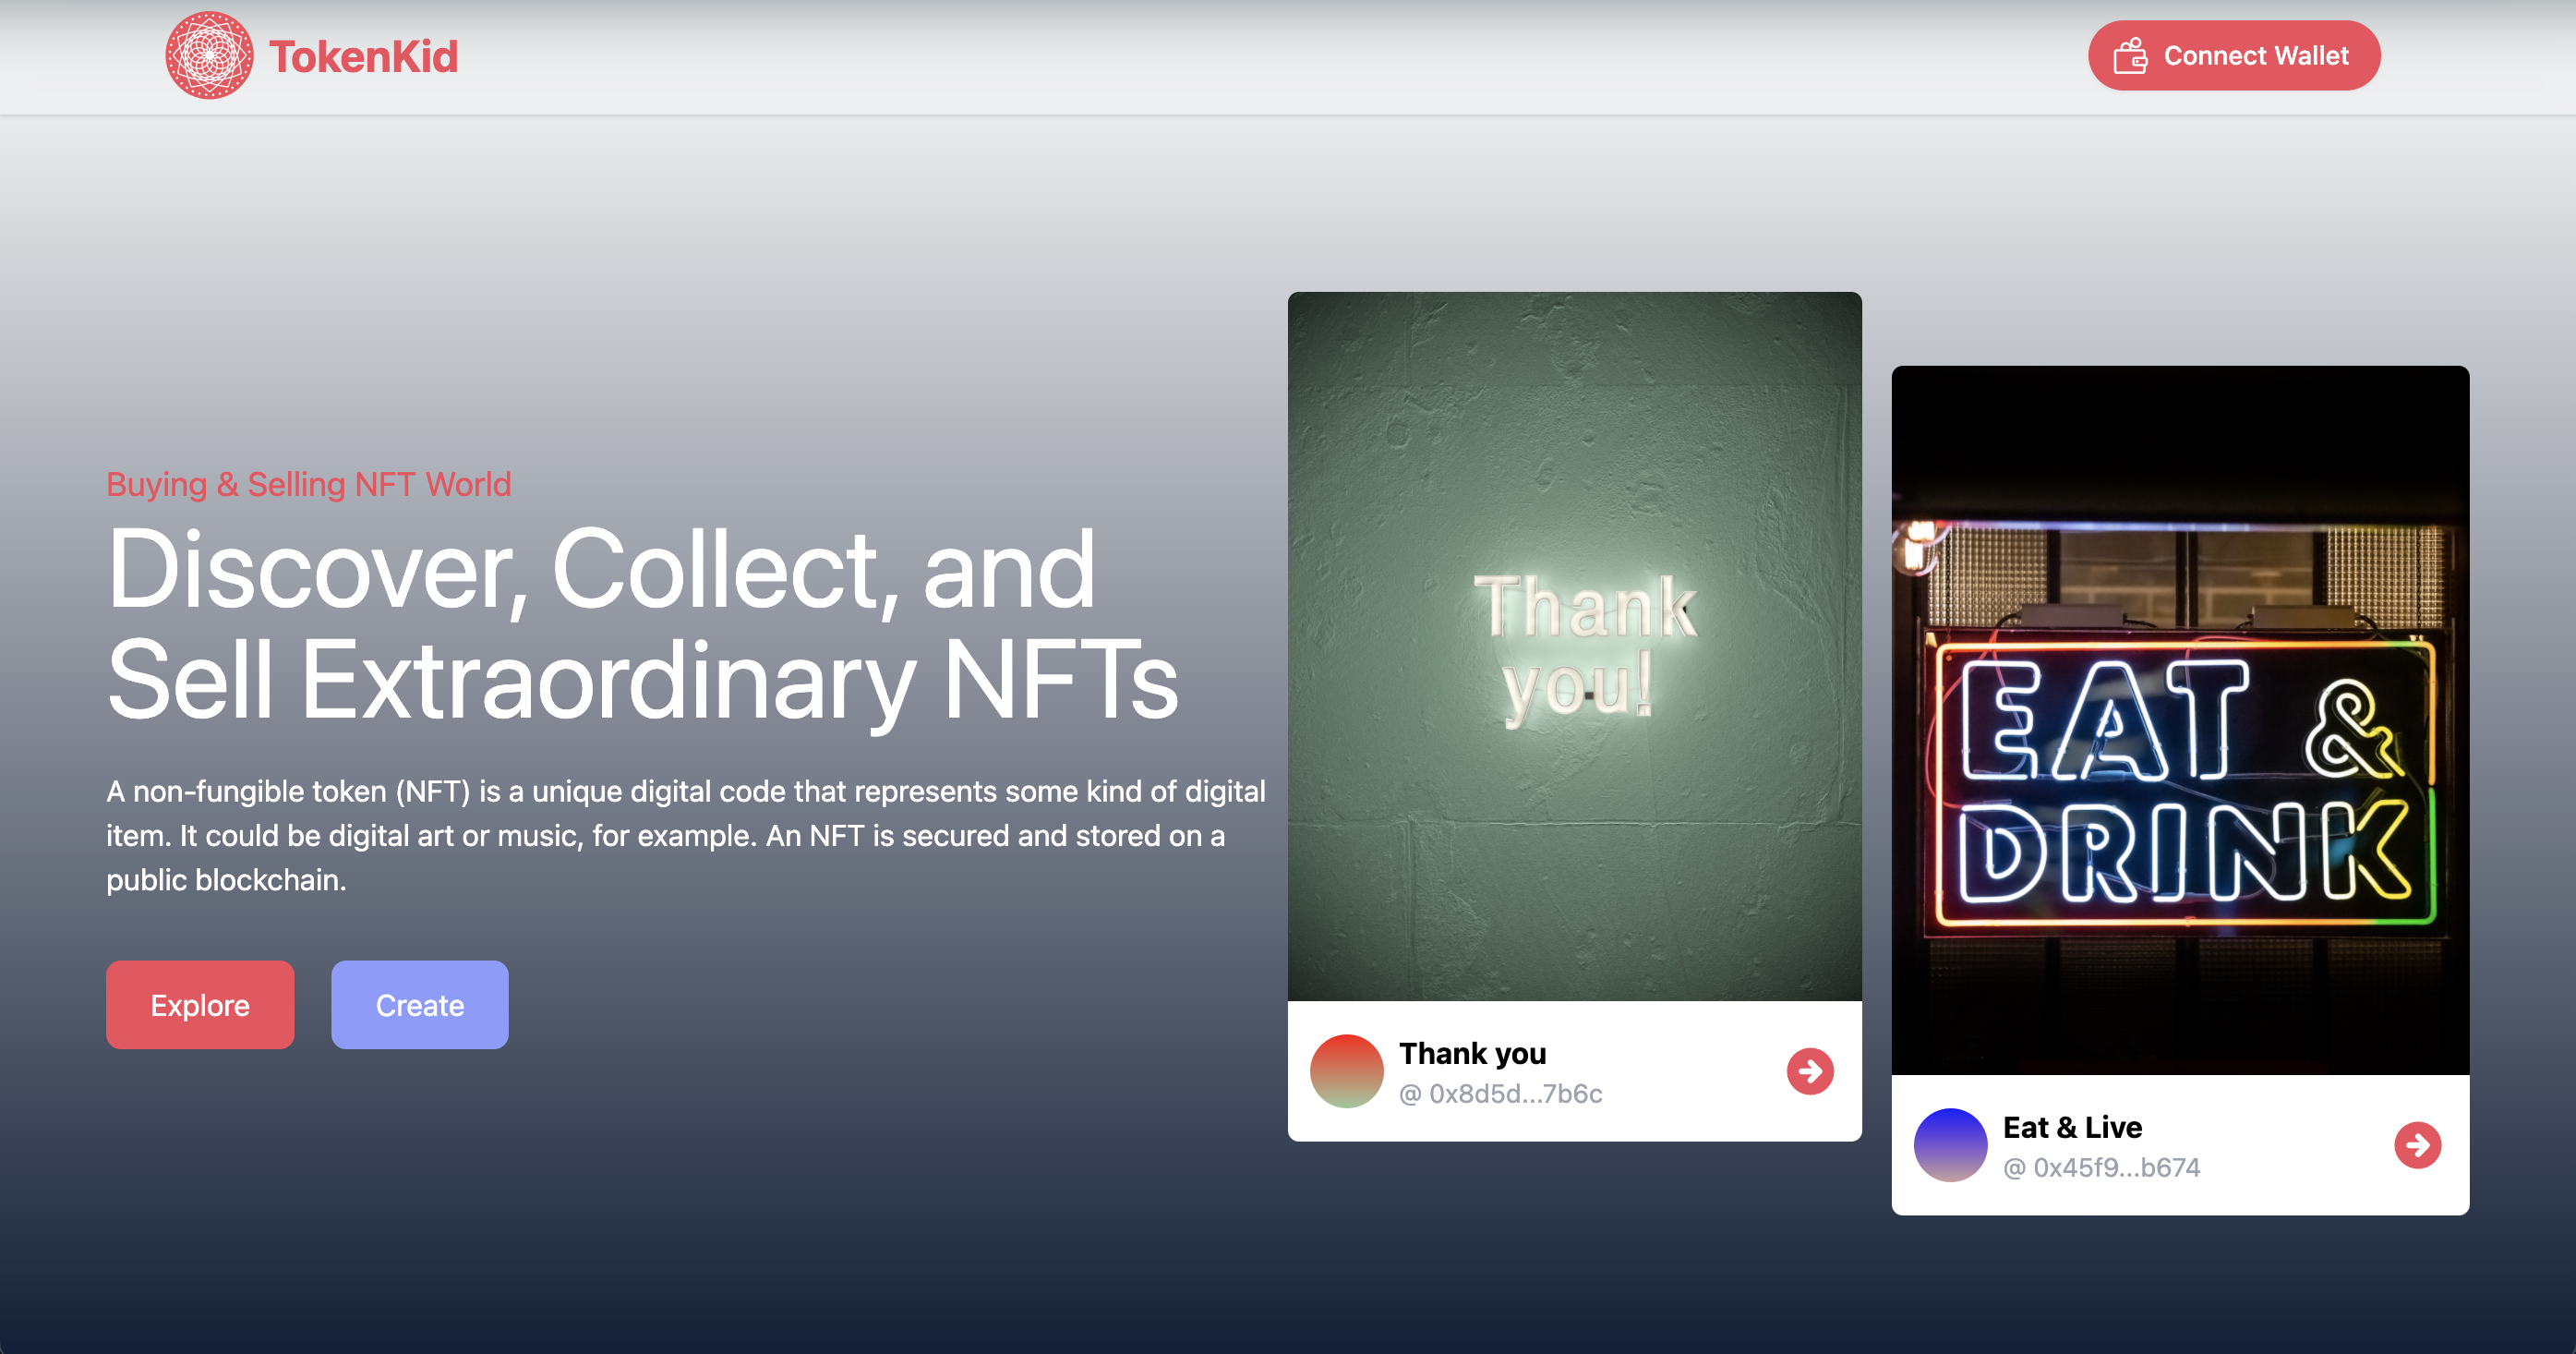 TokenKid
Connect Wallet
Buying & Selling NFT World
Discover, Collect, and
Sell Extraordinary NFTs
A non-fungible token (NFT) is a unique digital code that represents some kind of digital
item. It could be digital art or music, for example. An NFT is secured and stored on a
public blockchain.
Explore
Create
Thank
you!
Thank you
@ 0x8d5d...7b6c
EAT &
DRINK
Eat & Live
@ 0x45f9...b674